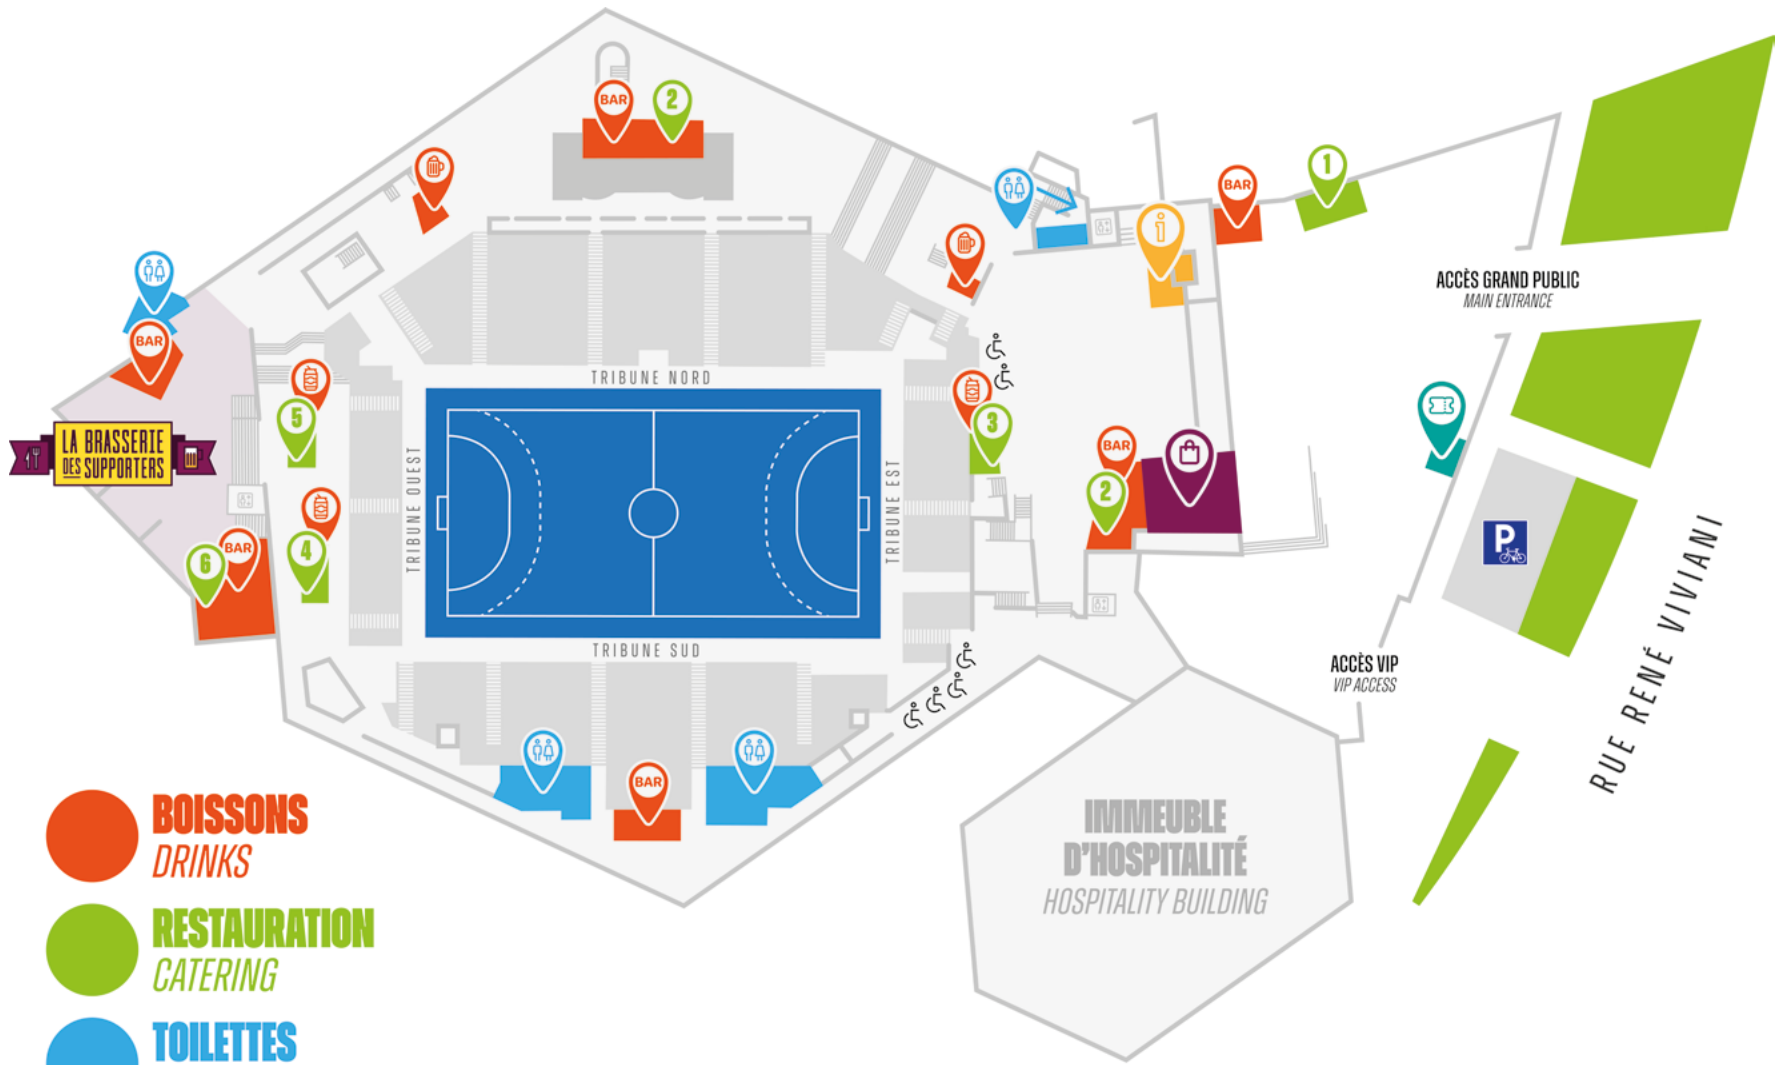 BAR
2
1
BAR
ACCÈS GRAND PUBLIC
MAIN ENTRANCE
BAR
TRIBUNE NORD
LA BRASSERIE
DES SUPPORTERS
5
3
TRIBUNE OUEST
TRIBUNE EST
BAR
2
P
4
BAR
6
RUE RENÉ VIVIANI
TRIBUNE SUD
ACCÈS VIP
VIP ACCESS
BAR
BOISSONS
DRINKS
IMMEUBLE
D'HOSPITALITÉ
HOSPITALITY BUILDING
RESTAURATION
CATERING
TOILETTES